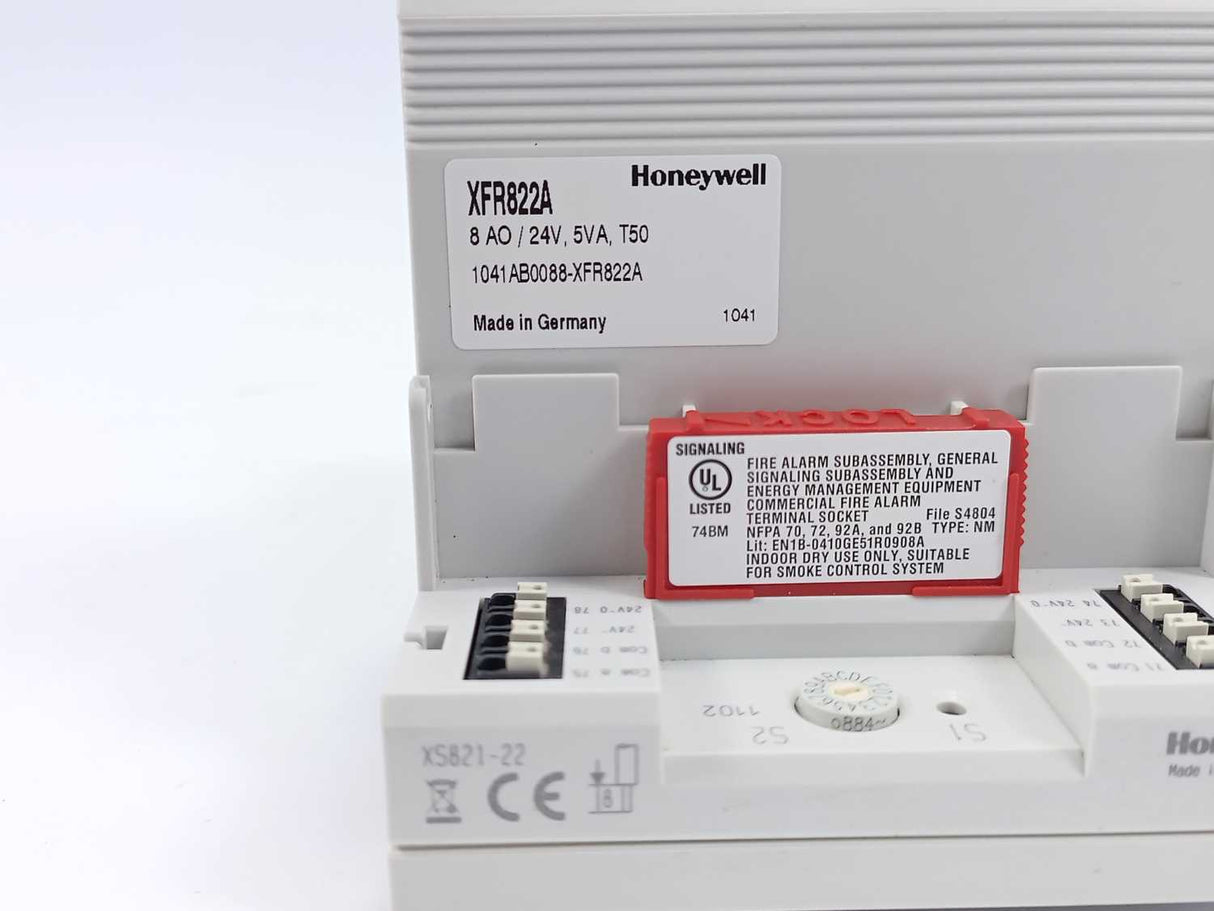 Honeywell
XFR822A
8 AO / 24V, 5VA, T50
1041AB0088-XFR822A
Made in Germany
1041
LOCK
SIGNALING
UL
LISTED
74BM
FIRE ALARM SUBASSEMBLY, GENERAL
SIGNALING SUBASSEMBLY AND
ENERGY MANAGEMENT EQUIPMENT
COMMERCIAL FIRE ALARM
TERMINAL SOCKET File S4804
NFPA 70, 72, 92A, and 92B TYPE: NM
Lit: EN1B-0410GE51R0908A
INDOOR DRY USE ONLY, SUITABLE
FOR SMOKE CONTROL SYSTEM
24V-0 78
24V~ 77
Com D 76
Com a 75
74 24V-0
73 24V~
72 Com D
71 Com a
1102
S2
S1
XS821-22
CE
8
Made